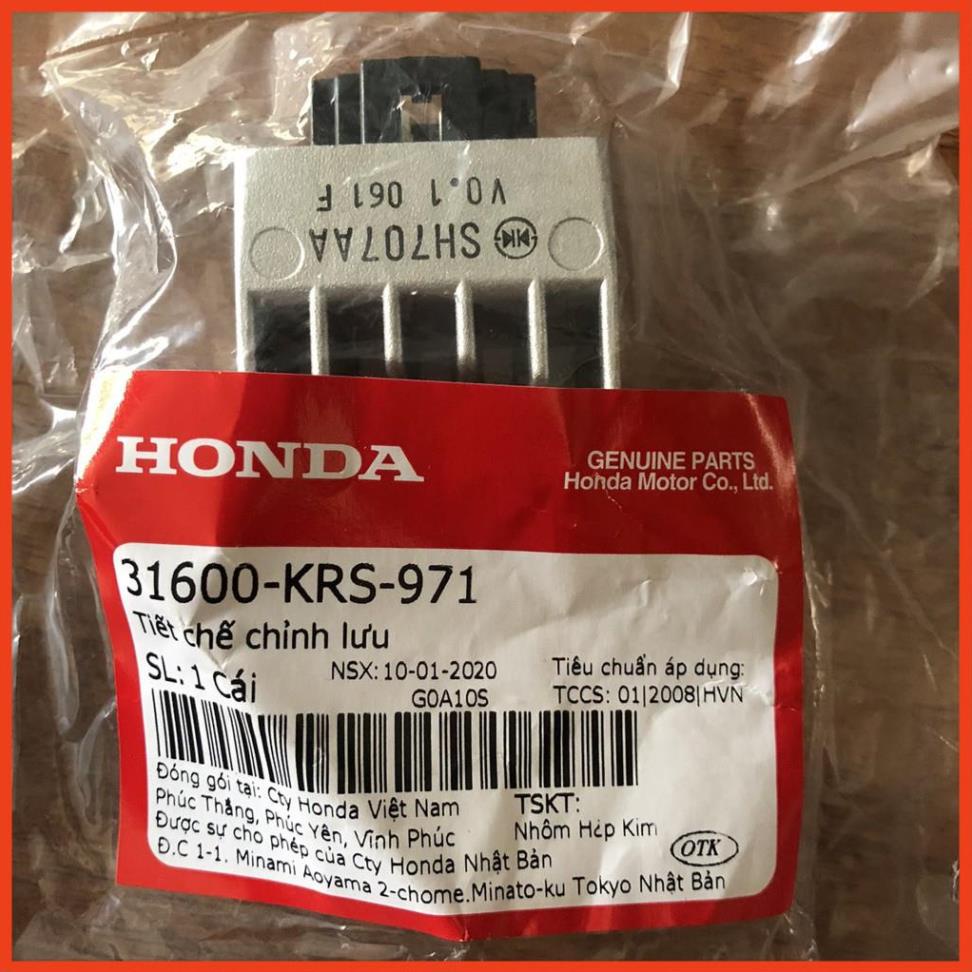 V0.1 061 F
SH707AA
HONDA
GENUINE PARTS
Honda Motor Co., Ltd.
31600-KRS-971
Tiết chế chỉnh lưu
SL: 1 Cái
NSX: 10-01-2020
G0A10S
Tiêu chuẩn áp dụng:
TCCS: 01|2008|HVN
Đóng gói tại: Cty Honda Việt Nam
Phúc Thắng, Phúc Yên, Vĩnh Phúc
Được sự cho phép của Cty Honda Nhật Bản
Đ.C 1-1. Minami Aoyama 2-chome.Minato-ku Tokyo Nhật Bản
TSKT:
Nhôm Hợp Kim
OTK